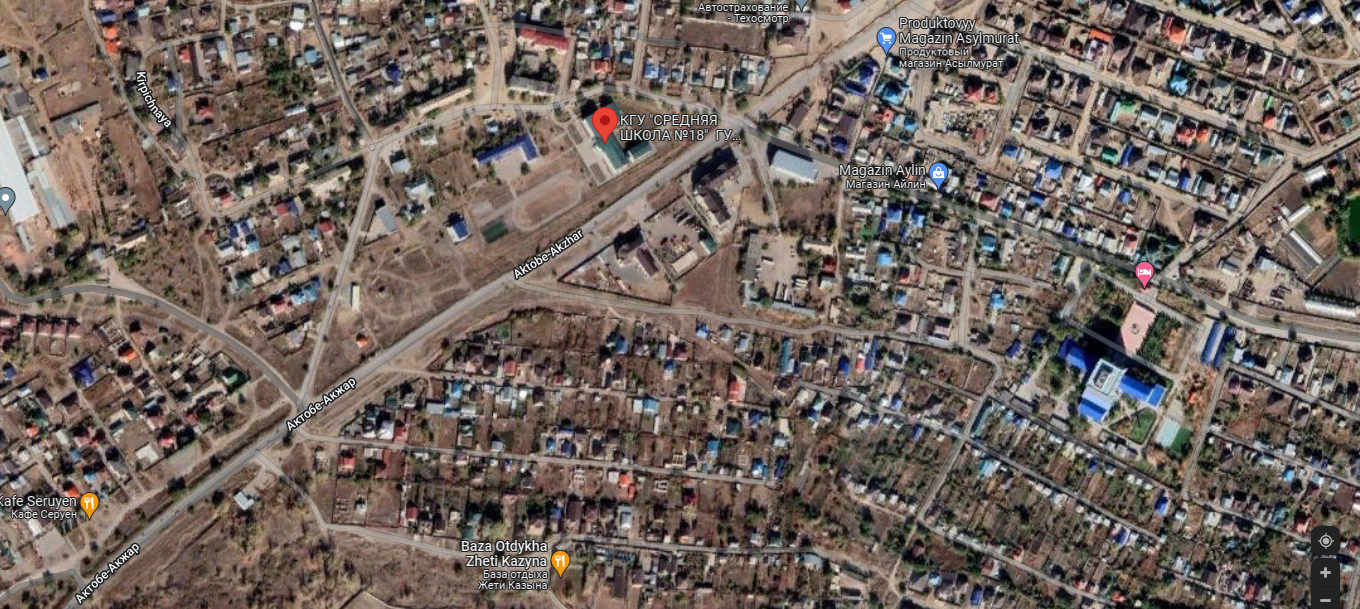 Автострахование
- Техосмотр
Produktovyy
Magazin Asylmurat
Продуктовый
магазин Асылмурат
Kirpichnaya
КГУ "СРЕДНЯЯ
ШКОЛА №18" ГУ...
Magazin Aylin
Магазин Айлин
Aktobe-Akzhar
Актобе-Акжар
Kafe Seruyen
Кафе Серуен
Baza Otdykha
Zheti Kazyna
База отдыха
Жети Казына
Актобе-Акжар